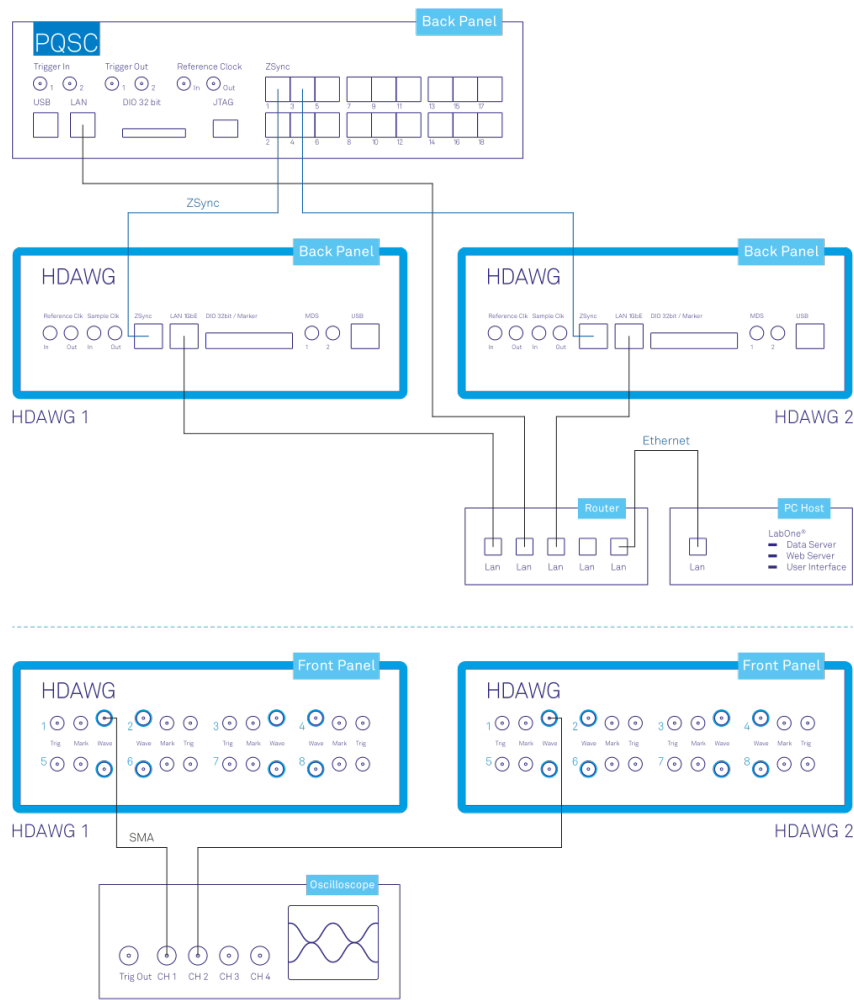 Back Panel
PQSC
Trigger In Trigger Out Reference Clock ZSync
1 2 1 2 In Out
USB LAN DIO 32 bit JTAG
1 3 5 7 9 11 13 15 17
2 4 6 8 10 12 14 16 18
ZSync
Back Panel
HDAWG
Reference Clk Sample Clk ZSync LAN 1GbE DIO 32bit / Marker MDS USB
In Out In Out 1 2
HDAWG 1
Back Panel
HDAWG
Reference Clk Sample Clk ZSync LAN 1GbE DIO 32bit / Marker MDS USB
In Out In Out 1 2
HDAWG 2
Ethernet
Router
Lan Lan Lan Lan Lan
PC Host
LabOne®
Data Server
Web Server
User Interface
Lan
Front Panel
HDAWG
1 2 3 4
Trig Mark Wave Wave Mark Trig Trig Mark Wave Wave Mark Trig
5 6 7 8
HDAWG 1
Front Panel
HDAWG
1 2 3 4
Trig Mark Wave Wave Mark Trig Trig Mark Wave Wave Mark Trig
5 6 7 8
HDAWG 2
SMA
Oscilloscope
Trig Out CH 1 CH 2 CH 3 CH 4